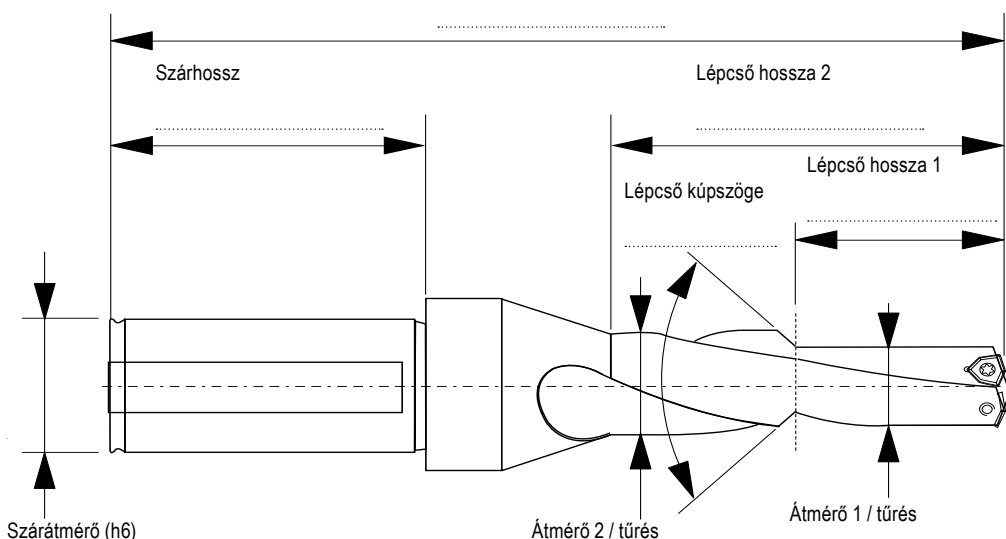 Szárhossz
Lépcső hossza 2
Lépcső hossza 1
Lépcső kúpszöge
Szárátmérő (h6)
Átmérő 2 / tűrés
Átmérő 1 / tűrés